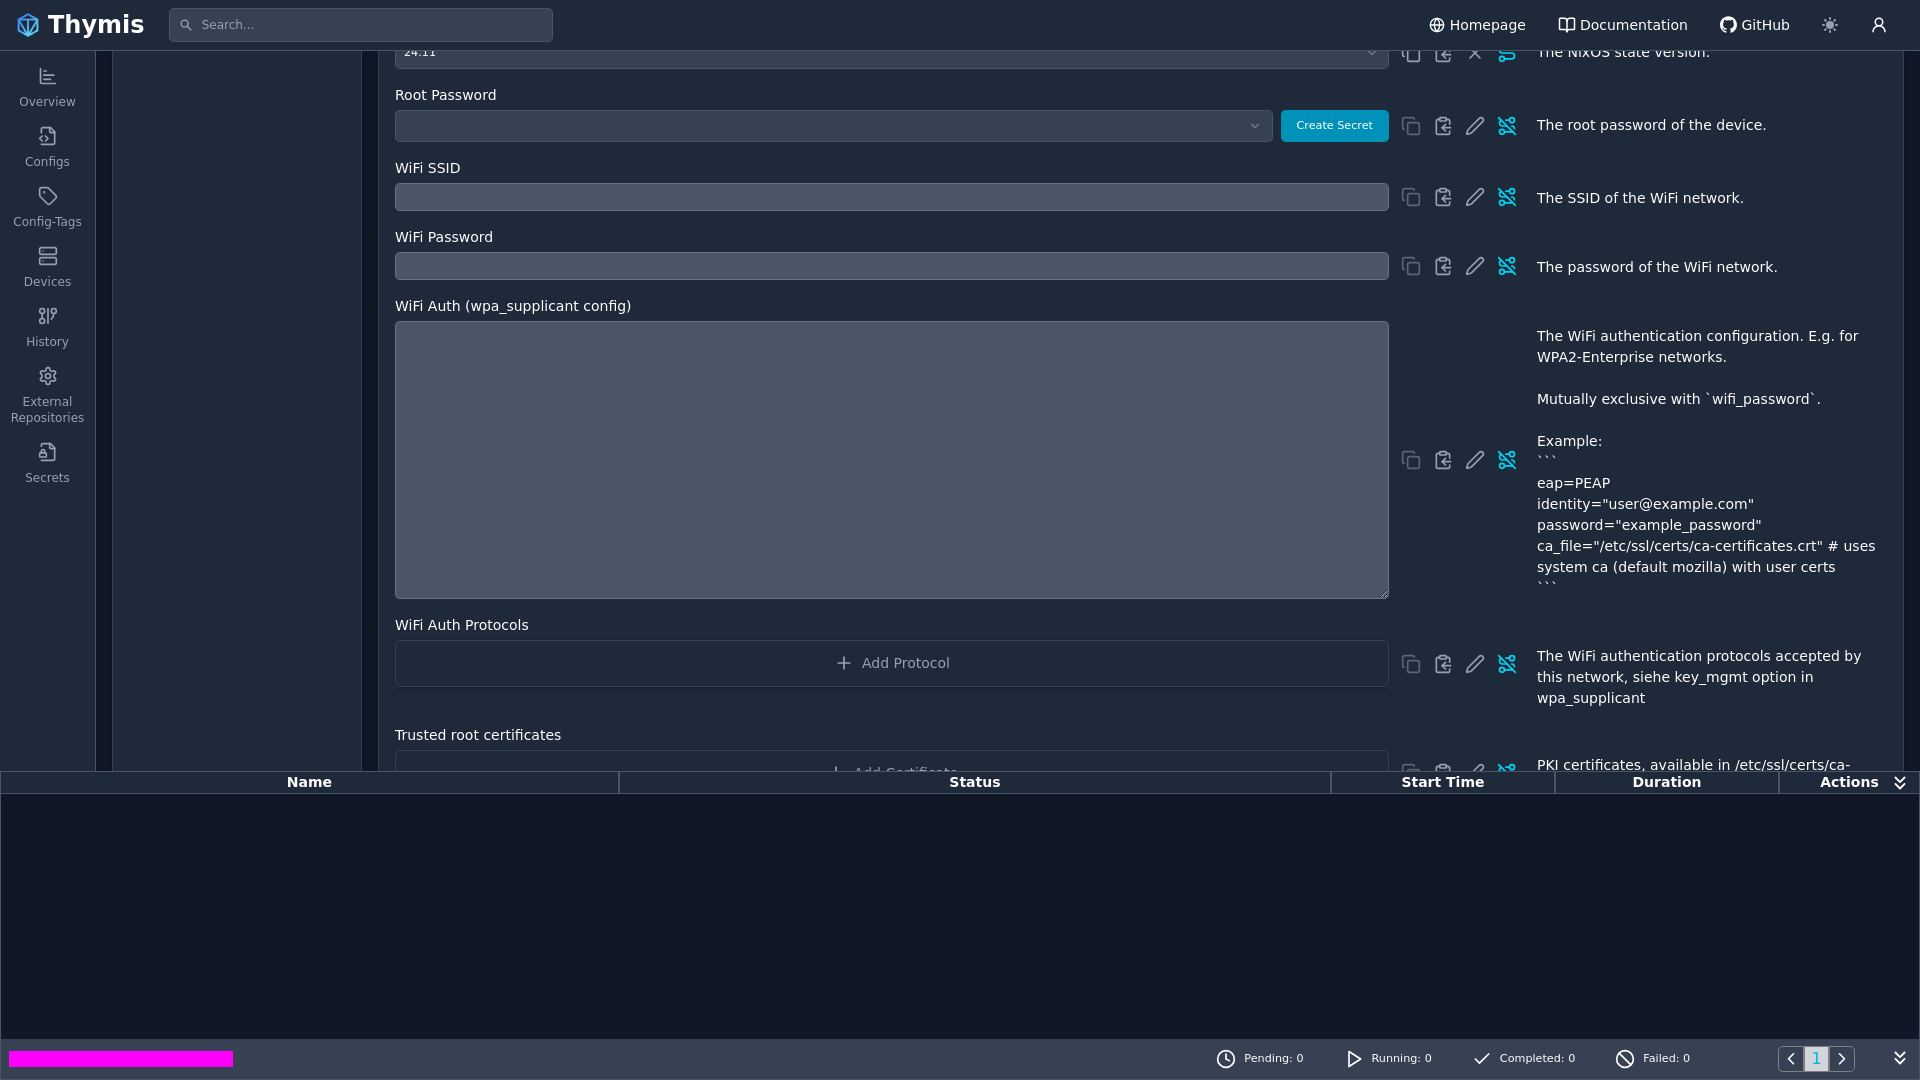 Thymis
Search...
Homepage
Documentation
GitHub
Overview
Configs
Config-Tags
Devices
History
External
Repositories
Secrets
24.11
The NixOS state version.
Root Password
Create Secret
The root password of the device.
WiFi SSID
The SSID of the WiFi network.
WiFi Password
The password of the WiFi network.
WiFi Auth (wpa_supplicant config)
The WiFi authentication configuration. E.g. for
WPA2-Enterprise networks.
Mutually exclusive with `wifi_password`.
Example:
```
eap=PEAP
identity="user@example.com"
password="example_password"
ca_file="/etc/ssl/certs/ca-certificates.crt" # uses
system ca (default mozilla) with user certs
```
WiFi Auth Protocols
Add Protocol
The WiFi authentication protocols accepted by
this network, siehe key_mgmt option in
wpa_supplicant
Trusted root certificates
Add Certificate
PKI certificates, available in /etc/ssl/certs/ca-
Name
Status
Start Time
Duration
Actions
Pending: 0
Running: 0
Completed: 0
Failed: 0
1